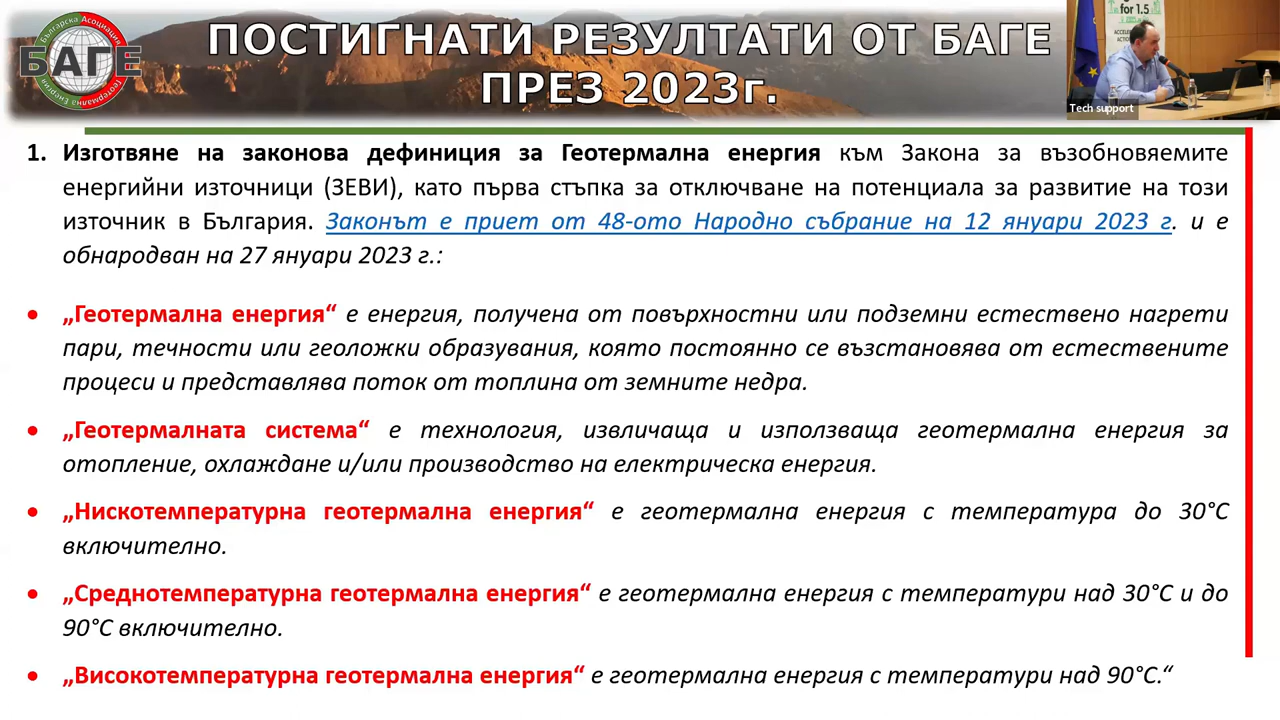 Българска Асоциация
БАГЕ
Геотермална Енергия
ПОСТИГНАТИ РЕЗУЛТАТИ ОТ БАГЕ
ПРЕЗ 2023г.
for 1.5
Tech support
1. Изготвяне на законова дефиниция за Геотермална енергия към Закона за възобновяемите
енергийни източници (ЗЕВИ), като първа стъпка за отключване на потенциала за развитие на този
източник в България. Законът е приет от 48-ото Народно събрание на 12 януари 2023 г. и е
обнародван на 27 януари 2023 г.:
• „Геотермална енергия“ е енергия, получена от повърхностни или подземни естествено нагрети
пари, течности или геоложки образувания, която постоянно се възстановява от естествените
процеси и представлява поток от топлина от земните недра.
• „Геотермалната система“ е технология, извличаща и използваща геотермална енергия за
отопление, охлаждане и/или производство на електрическа енергия.
• „Нискотемпературна геотермална енергия“ е геотермална енергия с температура до 30°C
включително.
• „Среднотемпературна геотермална енергия“ е геотермална енергия с температури над 30°C и до
90°C включително.
• „Високотемпературна геотермална енергия“ е геотермална енергия с температури над 90°C.“